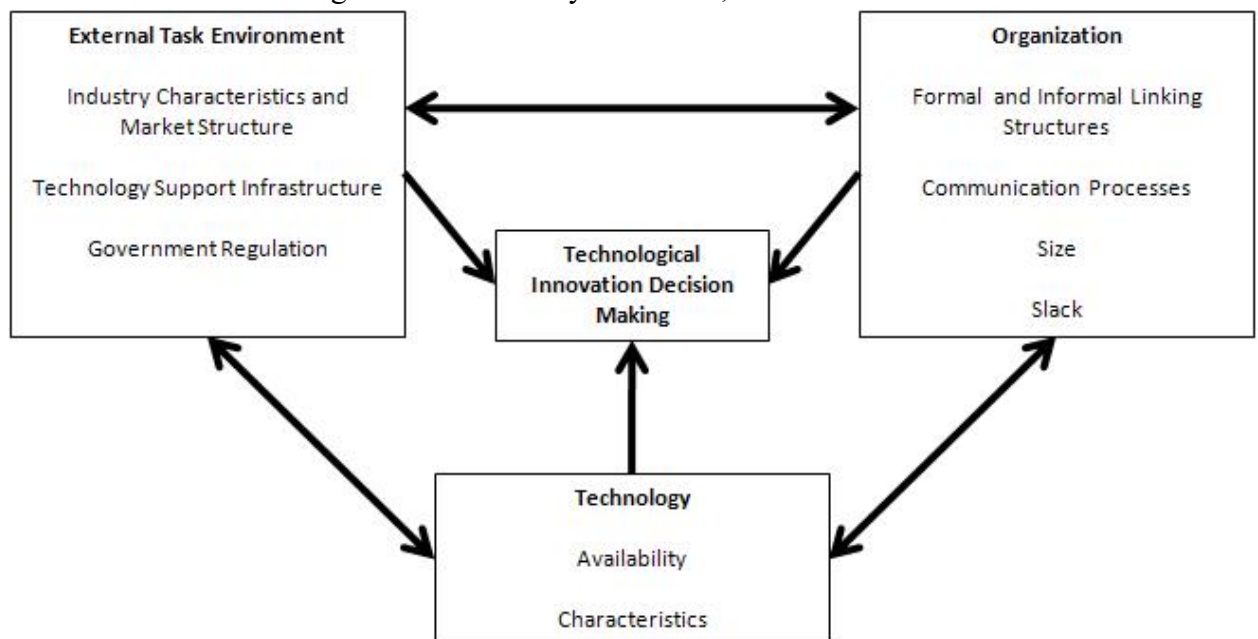 External Task Environment
Industry Characteristics and
Market Structure
Technology Support Infrastructure
Government Regulation
Organization
Formal and Informal Linking
Structures
Communication Processes
Size
Slack
Technological
Innovation Decision
Making
Technology
Availability
Characteristics